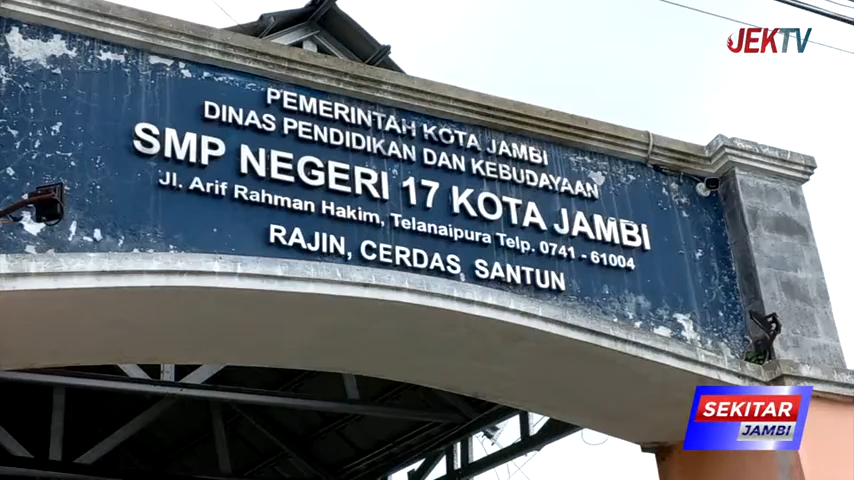 JEKTV
PEMERINTAH KOTA JAMBI
DINAS PENDIDIKAN DAN KEBUDAYAAN
SMP NEGERI 17 KOTA JAMBI
Jl. Arif Rahman Hakim, Telanaipura Telp. 0741 - 61004
RAJIN, CERDAS, SANTUN
SEKITAR
JAMBI